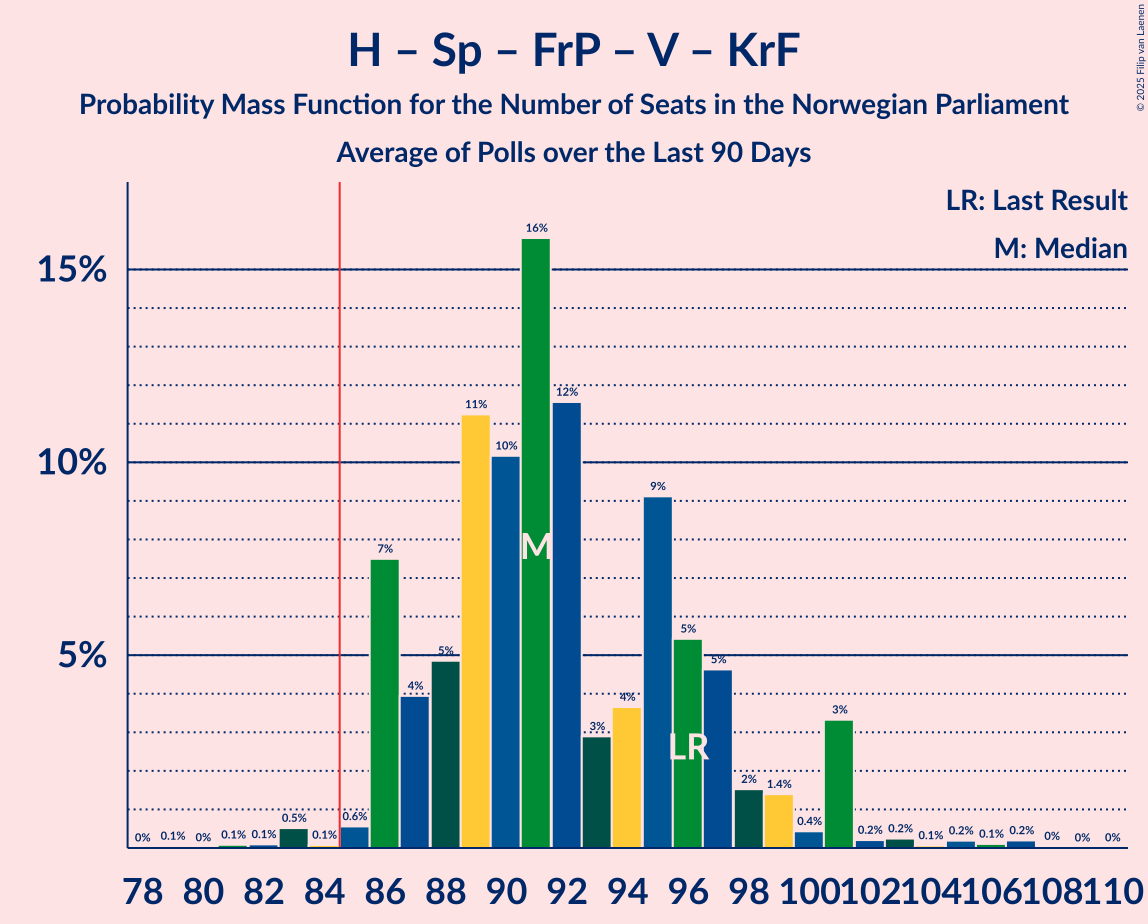 H – Sp – FrP – V – KrF
Probability Mass Function for the Number of Seats in the Norwegian Parliament
Average of Polls over the Last 90 Days
© 2025 Filip van Laenen
LR: Last Result
M: Median
15%
10%
5%
0% 0.1% 0% 0.1% 0.1% 0.5% 0.1% 0.6% 7% 4% 5% 11% 10% 16% 12% 3% 4% 9% 5% 5% 2% 1.4% 0.4% 3% 0.2% 0.2% 0.1% 0.2% 0.1% 0.2% 0% 0% 0%
M
LR
78 80 82 84 86 88 90 92 94 96 98 100 102 104 106 108 110